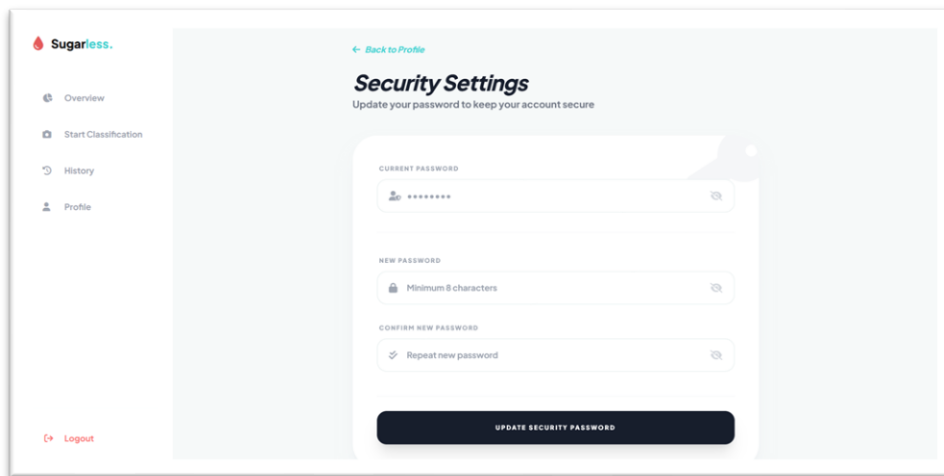 Sugarless.
Overview
Start Classification
History
Profile
Logout
Back to Profile
Security Settings
Update your password to keep your account secure
CURRENT PASSWORD
••••••••
NEW PASSWORD
Minimum 8 characters
CONFIRM NEW PASSWORD
Repeat new password
UPDATE SECURITY PASSWORD